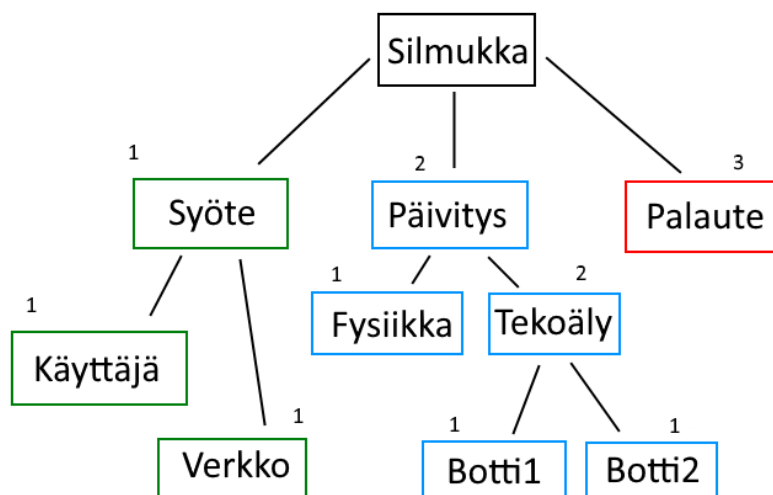 Silmukka
1
2
3
Syöte
Päivitys
Palaute
1
1
2
Käyttäjä
Fysiikka
Tekoäly
1
1
1
Verkko
Botti1
Botti2